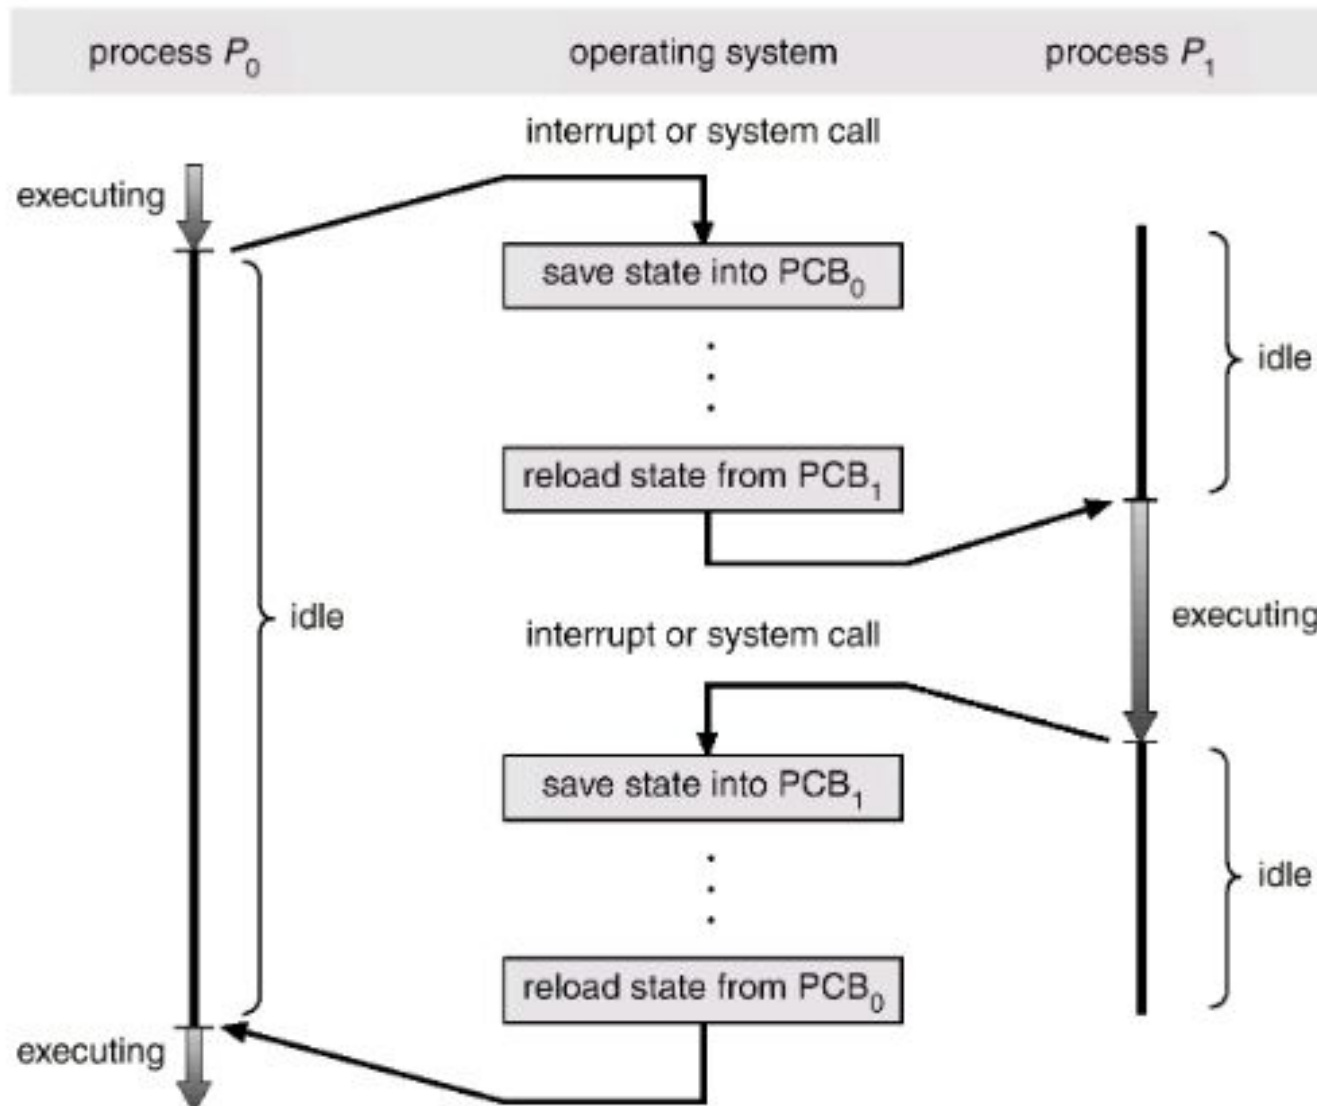 process P₀ operating system process P₁
interrupt or system call
executing
save state into PCB₀
idle
reload state from PCB₁
idle
interrupt or system call
executing
save state into PCB₁
idle
reload state from PCB₀
executing